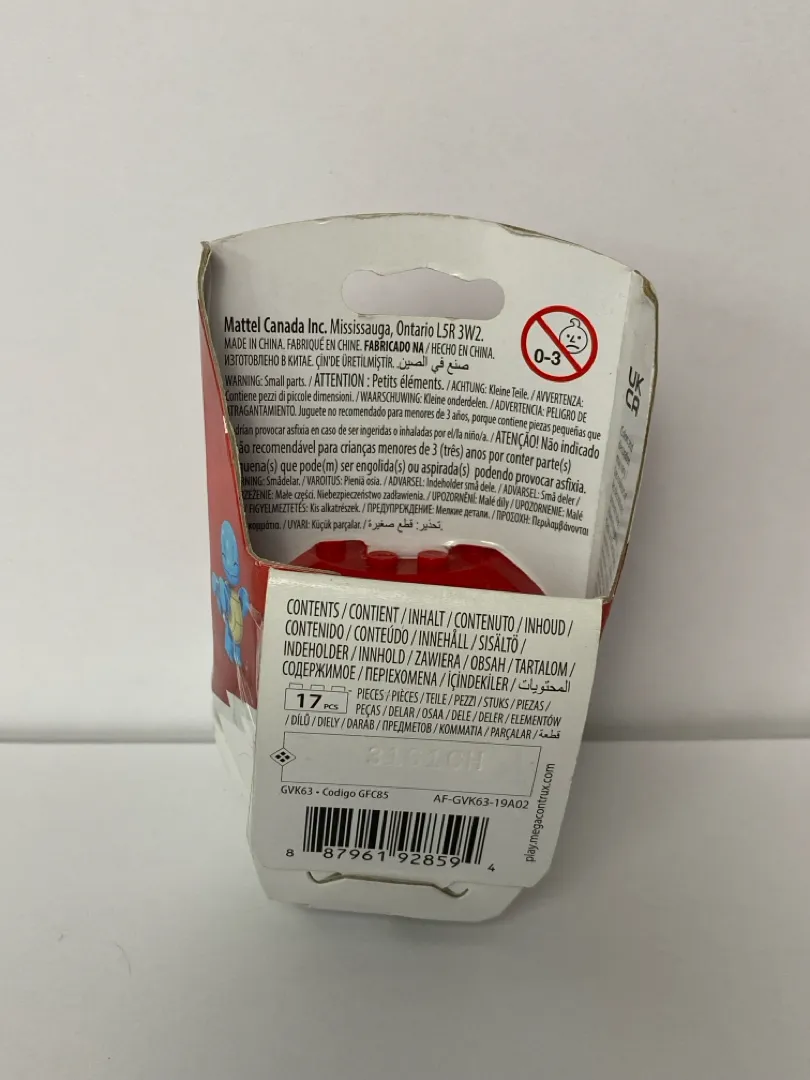 Mattel Canada Inc. Mississauga, Ontario L5R 3W2.
MADE IN CHINA. FABRIQUÉ EN CHINE. FABRICADO NA / HECHO EN CHINA.
ИЗГОТОВЛЕНО В КИТАЕ. ÇİN'DE ÜRETİLMİŞTİR. صنع في الصين.
0-3
WARNING: Small parts. / ATTENTION : Petits éléments. / ACHTUNG: Kleine Teile. / AVVERTENZA:
Contiene pezzi di piccole dimensioni. / WAARSCHUWING: Kleine onderdelen. / ADVERTENCIA: PELIGRO DE
ATRAGANTAMIENTO. Juguete no recomendado para menores de 3 años, porque contiene piezas pequeñas que
provocar asfixia en caso de ser ingeridas o inhaladas por el/la niño/a. / ATENÇÃO! Não indicado
recomendável para crianças menores de 3 (três) anos por conter parte(s)
que pode(m) ser engolida(s) ou aspirada(s) podendo provocar asfixia.
Smådelar. / VAROITUS: Pieniä osia. / ADVARSEL: Indeholder små dele. / ADVARSEL: Små deler /
Małe części. Niebezpieczeństwo zadławienia. / UPOZORNĚNÍ: Malé díly / UPOZORNENIE: Malé
FIGYELMEZTETÉS: Kis alkatrészek. / ПРЕДУПРЕЖДЕНИЕ: Мелкие детали. / ΠΡΟΣΟΧΗ: Περιλαμβάνονται
/ UYARI: Küçük parçalar. / تحذير: قطع صغيرة.
UK
CA
CONTENTS / CONTIENT / INHALT / CONTENUTO / INHOUD /
CONTENIDO / CONTEÚDO / INNEHÅLL / SISÄLTÖ /
INDEHOLDER / INNHOLD / ZAWIERA / OBSAH / TARTALOM /
СОДЕРЖИМОЕ / ΠΕΡΙΕΧΟΜΕΝΑ / İÇİNDEKİLER / المحتويات
17 PCS
PIECES / PIÈCES / TEILE / PEZZI / STUKS / PIEZAS /
PEÇAS / DELAR / OSAA / DELE / DELER / ELEMENTÓW
/ DÍLŮ / DIELY / DARAB / ПРЕДМЕТОВ / ΚΟΜΜΑΤΙΑ / PARÇALAR / قطعة
GVK63 • Codigo GFC85
AF-GVK63-19A02
8 87961 92859 4
play.megacontrux.com